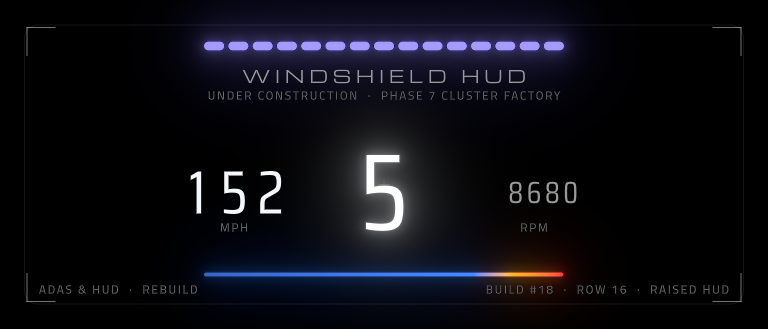 WINDSHIELD HUD
UNDER CONSTRUCTION · PHASE 7 CLUSTER FACTORY
152
MPH
5
8680
RPM
ADAS & HUD · REBUILD
BUILD #18 · ROW 16 · RAISED HUD